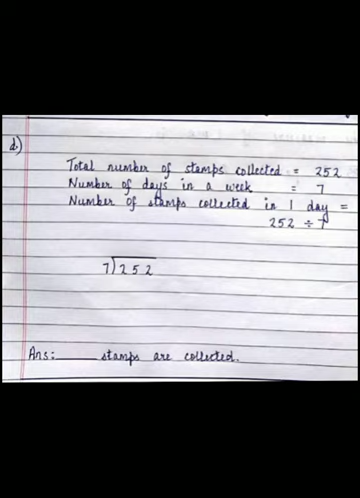 d.)
Total number of stamps collected = 252
Number of days in a week = 7
Number of stamps collected in 1 day =
252 ÷ 7
7)252
Ans: ______ stamps are collected.